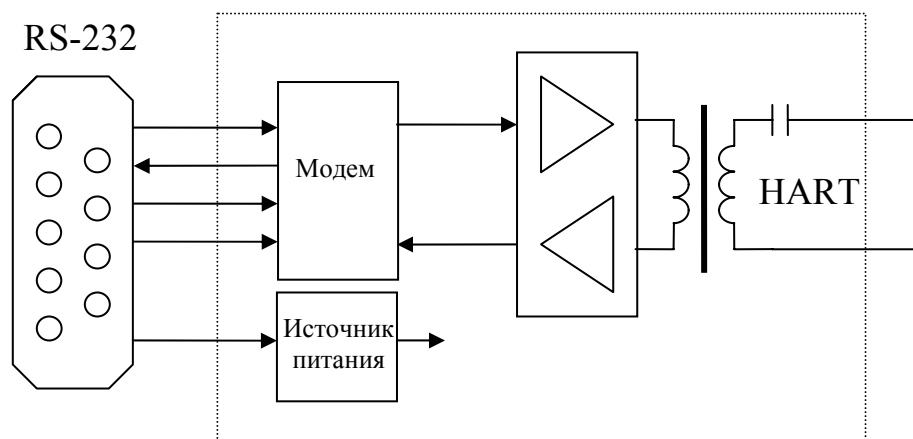 RS-232
Модем
HART
Источник
питания